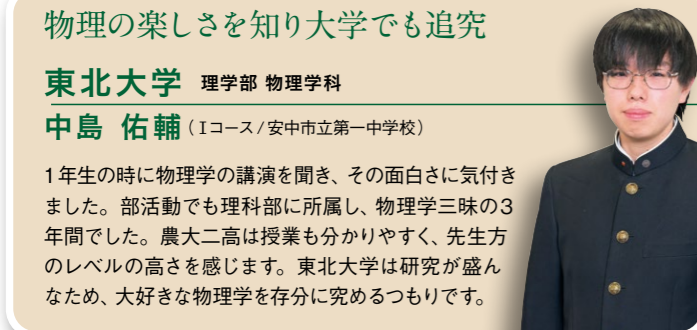 物理の楽しさを知り大学でも追究
東北大学 理学部 物理学科
中島 佑輔(Iコース/安中市立第一中学校)
1年生の時に物理学の講演を聞き、その面白さに気付き
ました。部活動でも理科部に所属し、物理学三昧の3
年間でした。農大二高は授業も分かりやすく、先生方
のレベルの高さを感じます。東北大学は研究が盛ん
なため、大好きな物理学を存分に究めるつもりです。